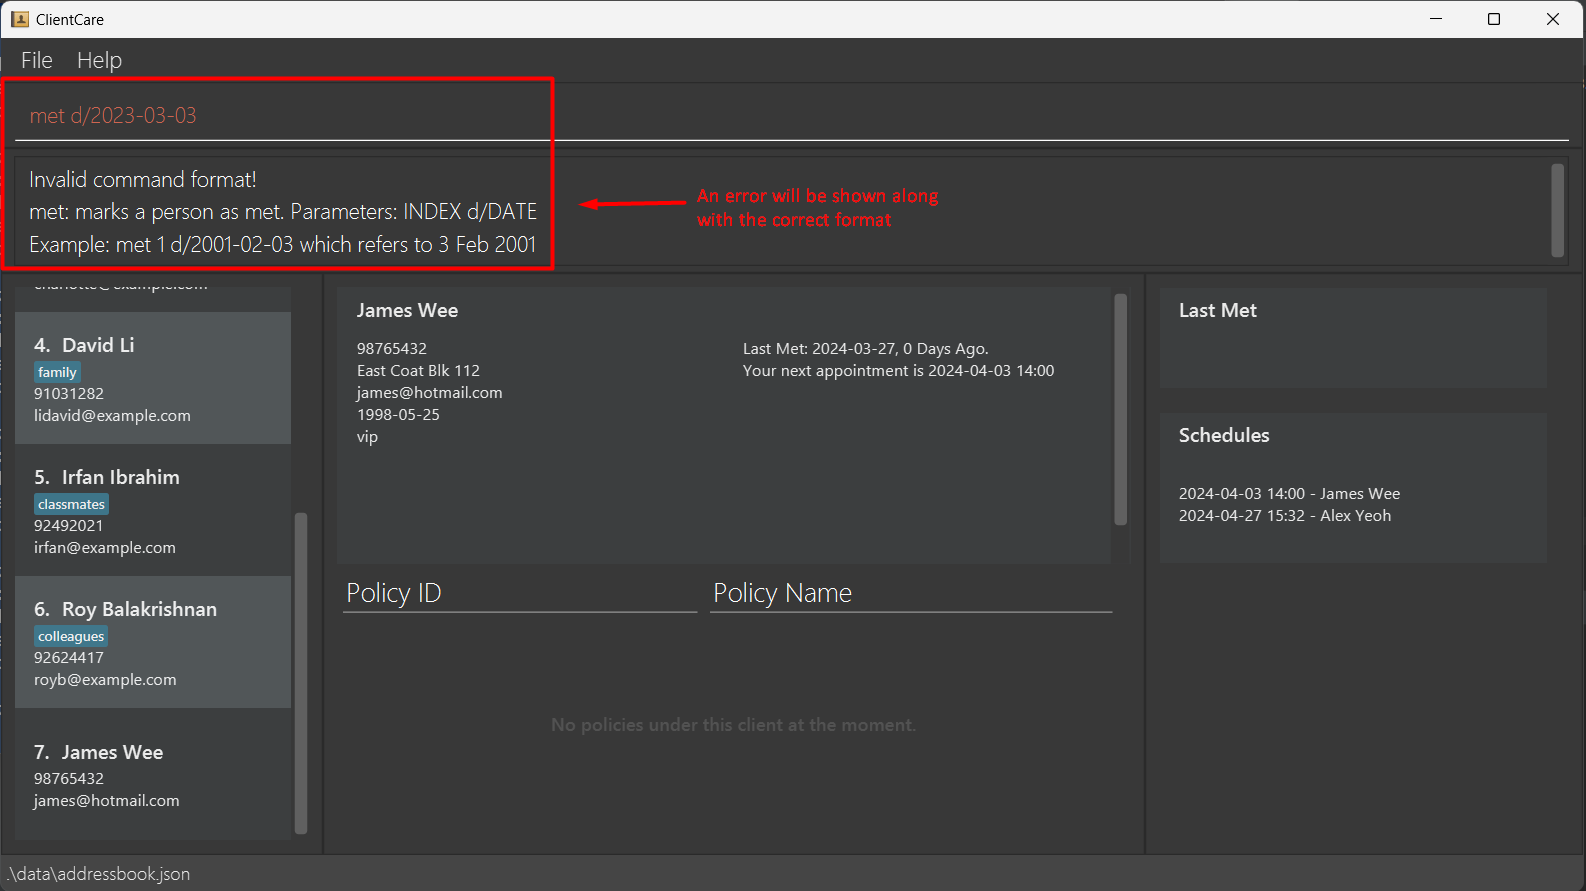 ClientCare
File Help
met d/2023-03-03
Invalid command format!
met: marks a person as met. Parameters: INDEX d/DATE
Example: met 1 d/2001-02-03 which refers to 3 Feb 2001
An error will be shown along
with the correct format
charlotte@example.com
4. David Li
family
91031282
lidavid@example.com
5. Irfan Ibrahim
classmates
92492021
irfan@example.com
6. Roy Balakrishnan
colleagues
92624417
royb@example.com
7. James Wee
98765432
james@hotmail.com
James Wee
98765432
East Coat Blk 112
james@hotmail.com
1998-05-25
vip
Last Met: 2024-03-27, 0 Days Ago.
Your next appointment is 2024-04-03 14:00
Policy ID
Policy Name
No policies under this client at the moment.
Last Met
Schedules
2024-04-03 14:00 - James Wee
2024-04-27 15:32 - Alex Yeoh
.\data\addressbook.json